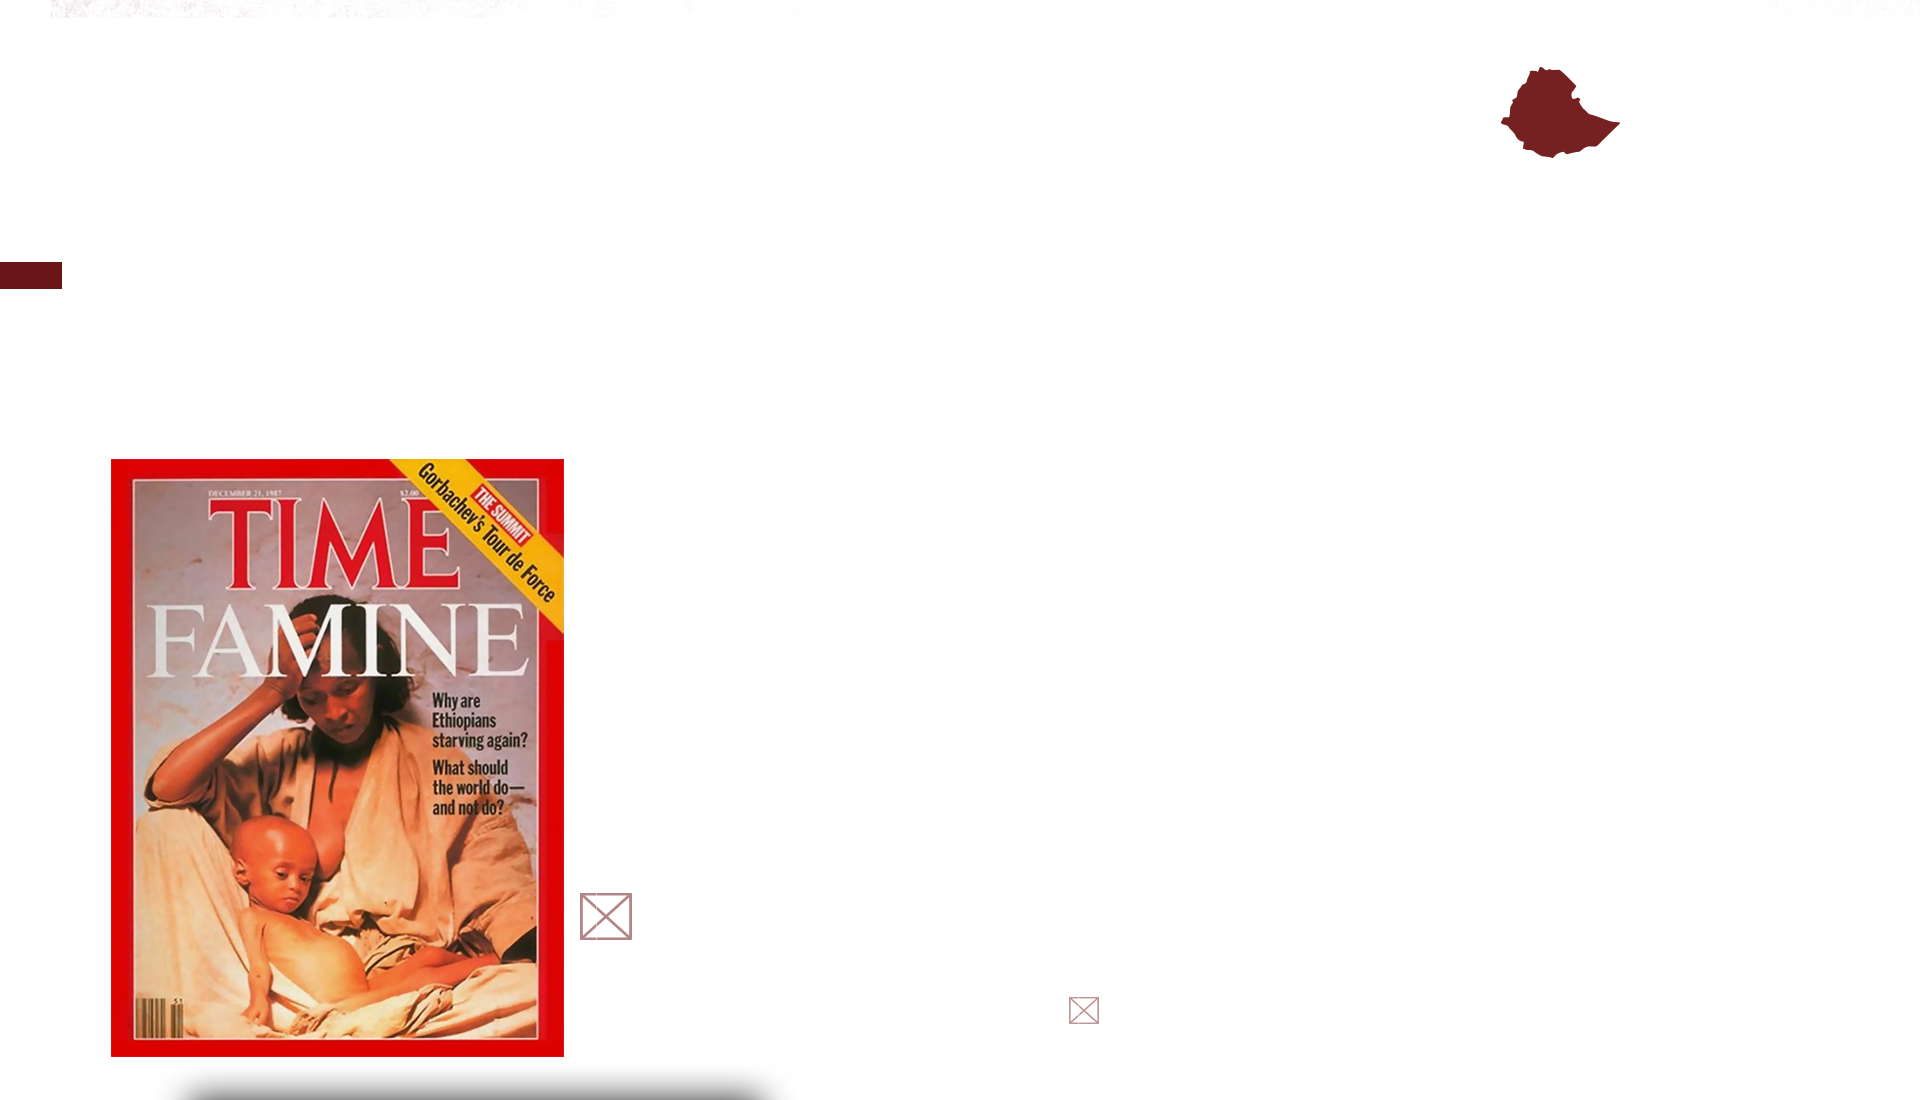 DECEMBER 21, 1987 $2.00
TIME
Gorbachev's Tour de Force
THE SUMMIT
FAMINE
Why are
Ethiopians
starving again?
What should
the world do—
and not do?
51